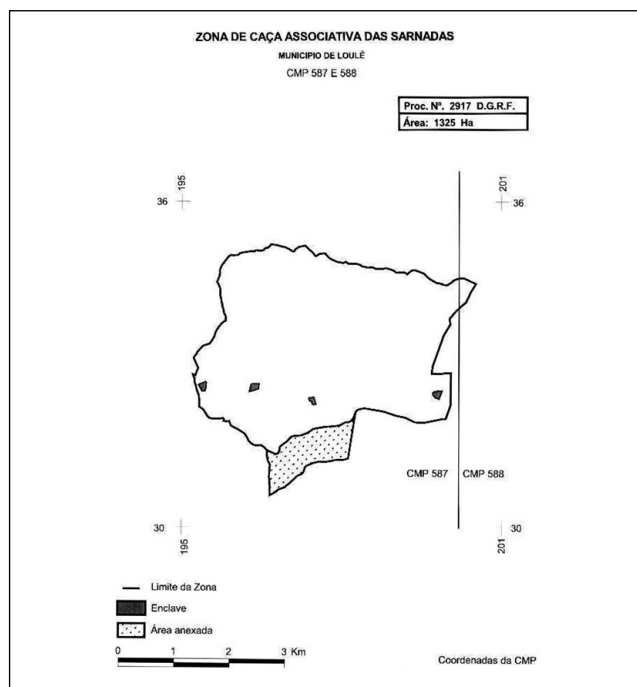 ZONA DE CAÇA ASSOCIATIVA DAS SARNADAS
MUNICIPIO DE LOULÉ
CMP 587 E 588
Proc. Nº. 2917 D.G.R.F.
Área: 1325 Ha
195
201
36
36
CMP 587
CMP 588
30
30
195
201
Limite da Zona
Enclave
Área anexada
0 1 2 3 Km
Coordenadas da CMP